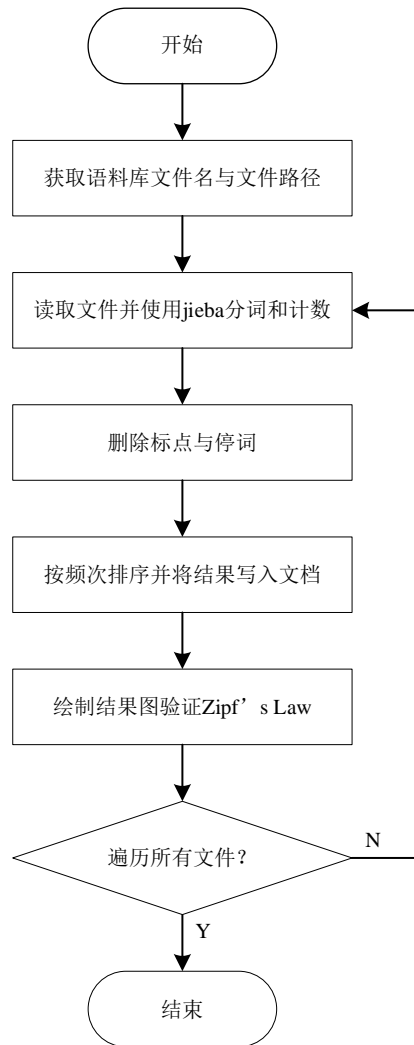 开始
获取语料库文件名与文件路径
读取文件并使用jieba分词和计数
删除标点与停词
按频次排序并将结果写入文档
绘制结果图验证Zipf’s Law
遍历所有文件?
N
Y
结束